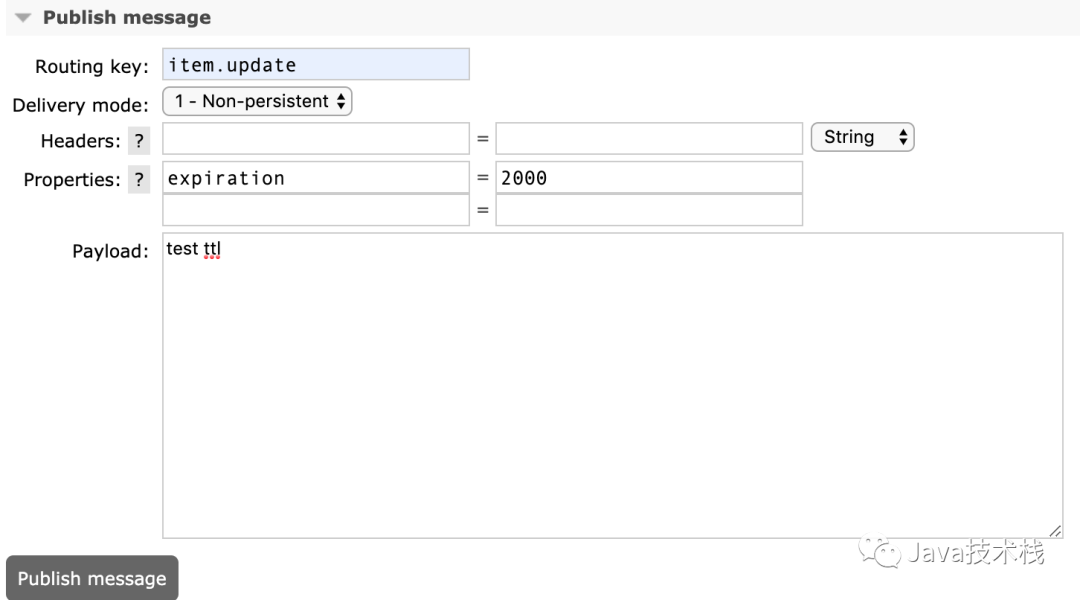 Publish message
Routing key: item.update
Delivery mode: 1 - Non-persistent
Headers: ? = String
Properties: ? expiration = 2000
=
Payload: test ttl
Java技术栈
Publish message